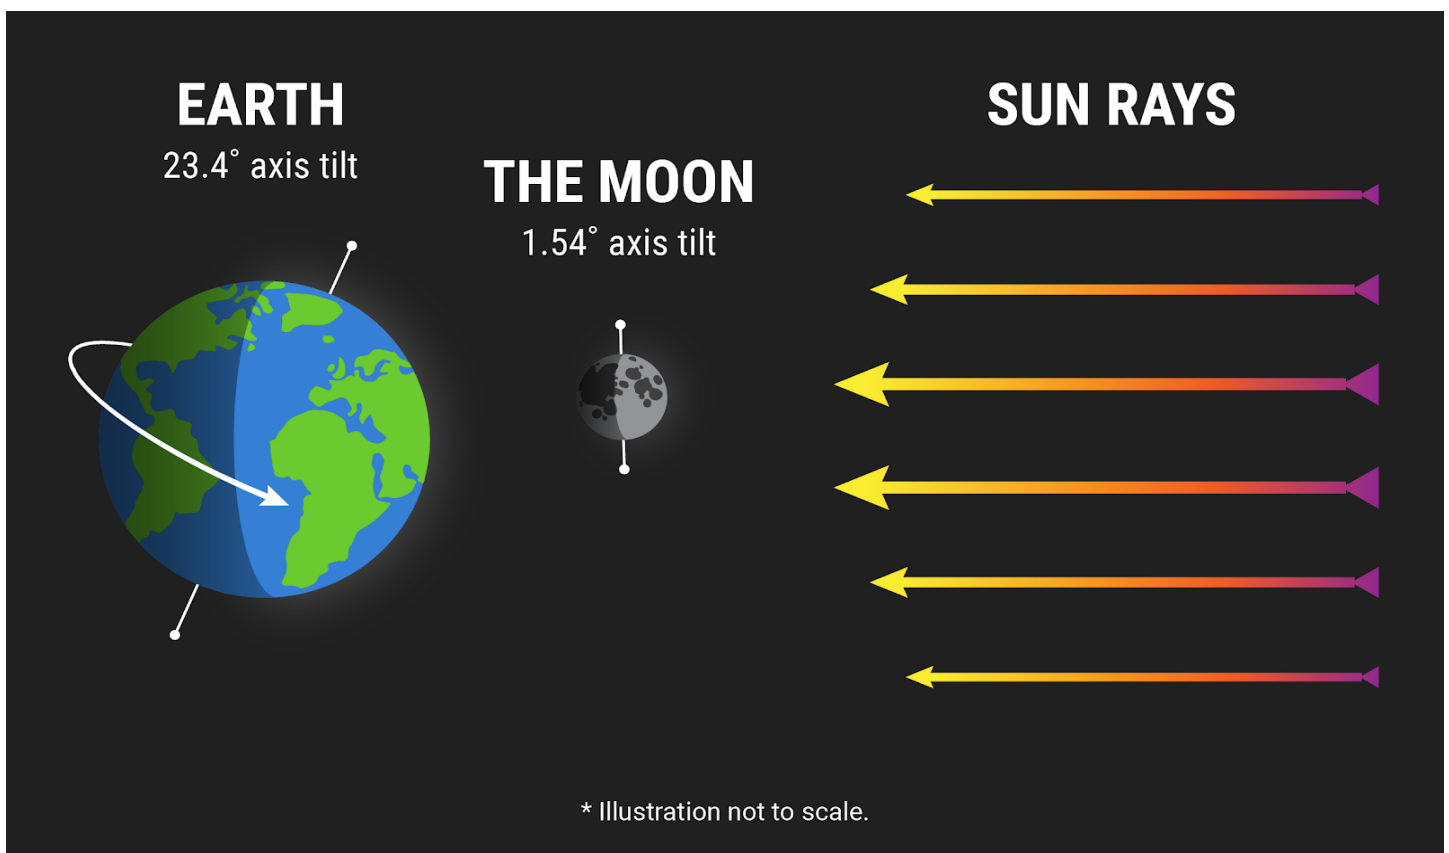 EARTH
23.4° axis tilt
THE MOON
1.54° axis tilt
SUN RAYS
* Illustration not to scale.